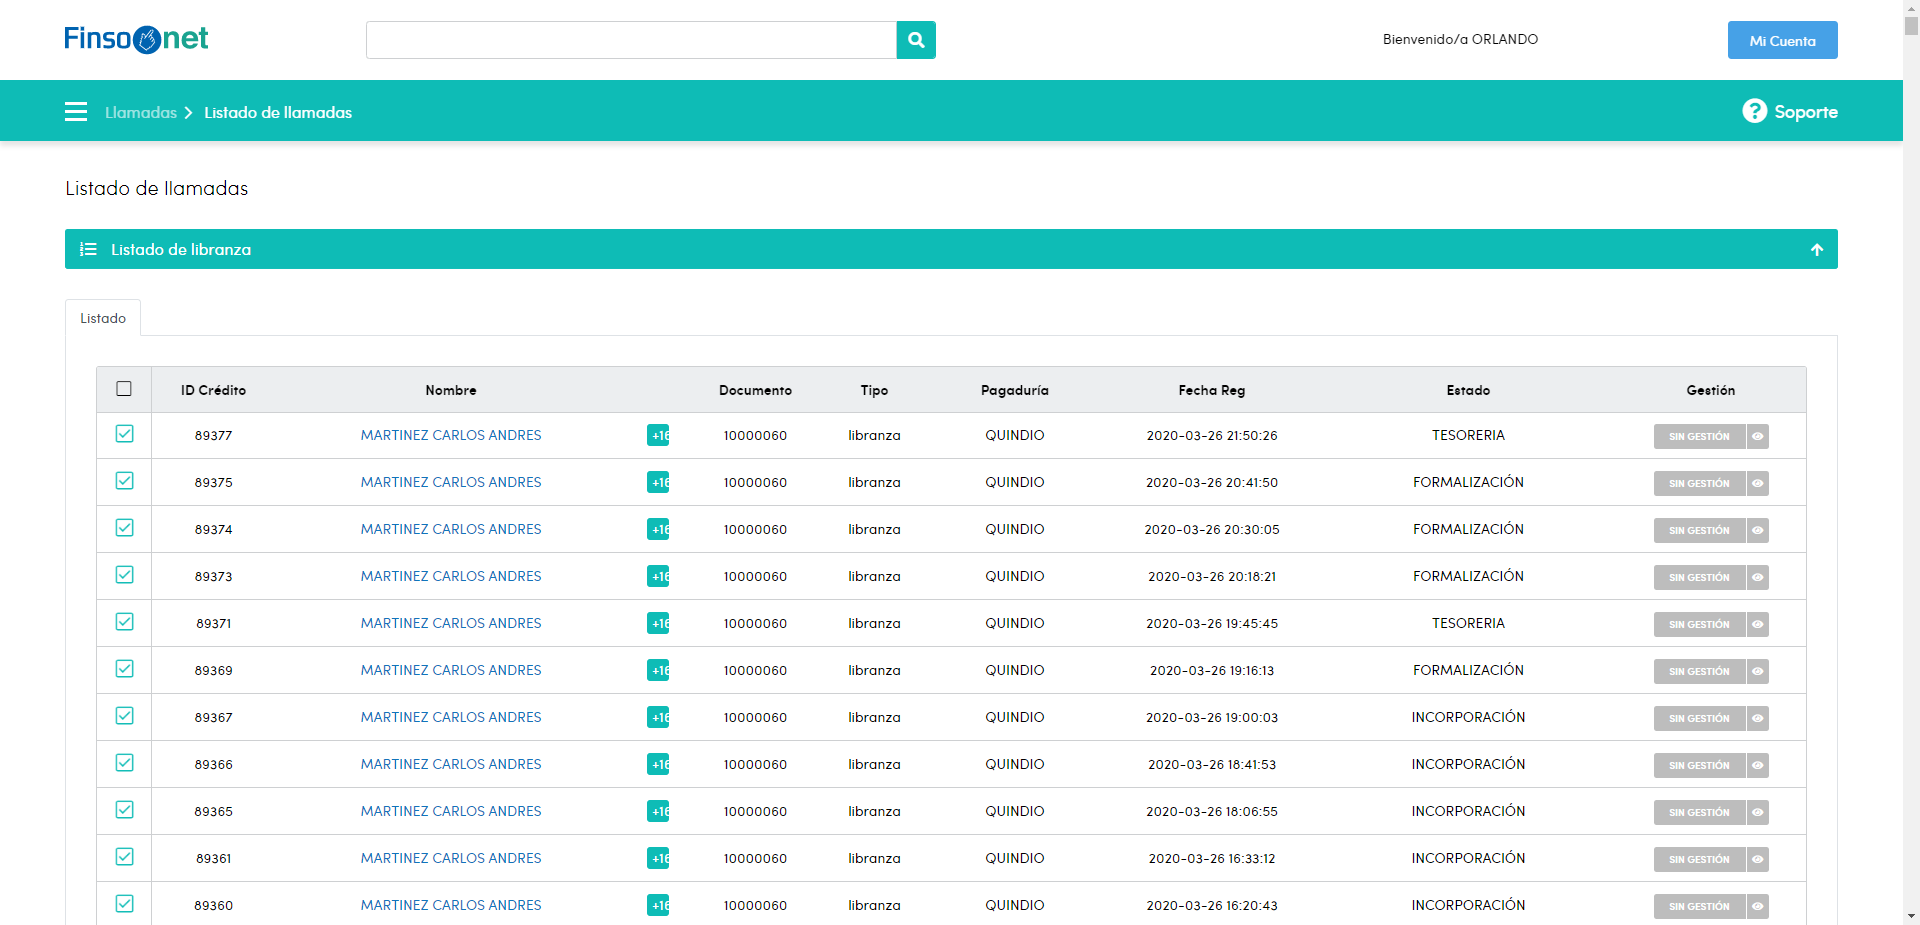 Finsonet
Bienvenido/a ORLANDO
Mi Cuenta
Llamadas > Listado de llamadas
? Soporte
Listado de llamadas
Listado de libranza
Listado
ID Crédito Nombre Documento Tipo Pagaduría Fecha Reg Estado Gestión
89377 MARTINEZ CARLOS ANDRES +16 10000060 libranza QUINDIO 2020-03-26 21:50:26 TESORERIA SIN GESTIÓN
89375 MARTINEZ CARLOS ANDRES +16 10000060 libranza QUINDIO 2020-03-26 20:41:50 FORMALIZACIÓN SIN GESTIÓN
89374 MARTINEZ CARLOS ANDRES +16 10000060 libranza QUINDIO 2020-03-26 20:30:05 FORMALIZACIÓN SIN GESTIÓN
89373 MARTINEZ CARLOS ANDRES +16 10000060 libranza QUINDIO 2020-03-26 20:18:21 FORMALIZACIÓN SIN GESTIÓN
89371 MARTINEZ CARLOS ANDRES +16 10000060 libranza QUINDIO 2020-03-26 19:45:45 TESORERIA SIN GESTIÓN
89369 MARTINEZ CARLOS ANDRES +16 10000060 libranza QUINDIO 2020-03-26 19:16:13 FORMALIZACIÓN SIN GESTIÓN
89367 MARTINEZ CARLOS ANDRES +16 10000060 libranza QUINDIO 2020-03-26 19:00:03 INCORPORACIÓN SIN GESTIÓN
89366 MARTINEZ CARLOS ANDRES +16 10000060 libranza QUINDIO 2020-03-26 18:41:53 INCORPORACIÓN SIN GESTIÓN
89365 MARTINEZ CARLOS ANDRES +16 10000060 libranza QUINDIO 2020-03-26 18:06:55 INCORPORACIÓN SIN GESTIÓN
89361 MARTINEZ CARLOS ANDRES +16 10000060 libranza QUINDIO 2020-03-26 16:33:12 INCORPORACIÓN SIN GESTIÓN
89360 MARTINEZ CARLOS ANDRES +16 10000060 libranza QUINDIO 2020-03-26 16:20:43 INCORPORACIÓN SIN GESTIÓN